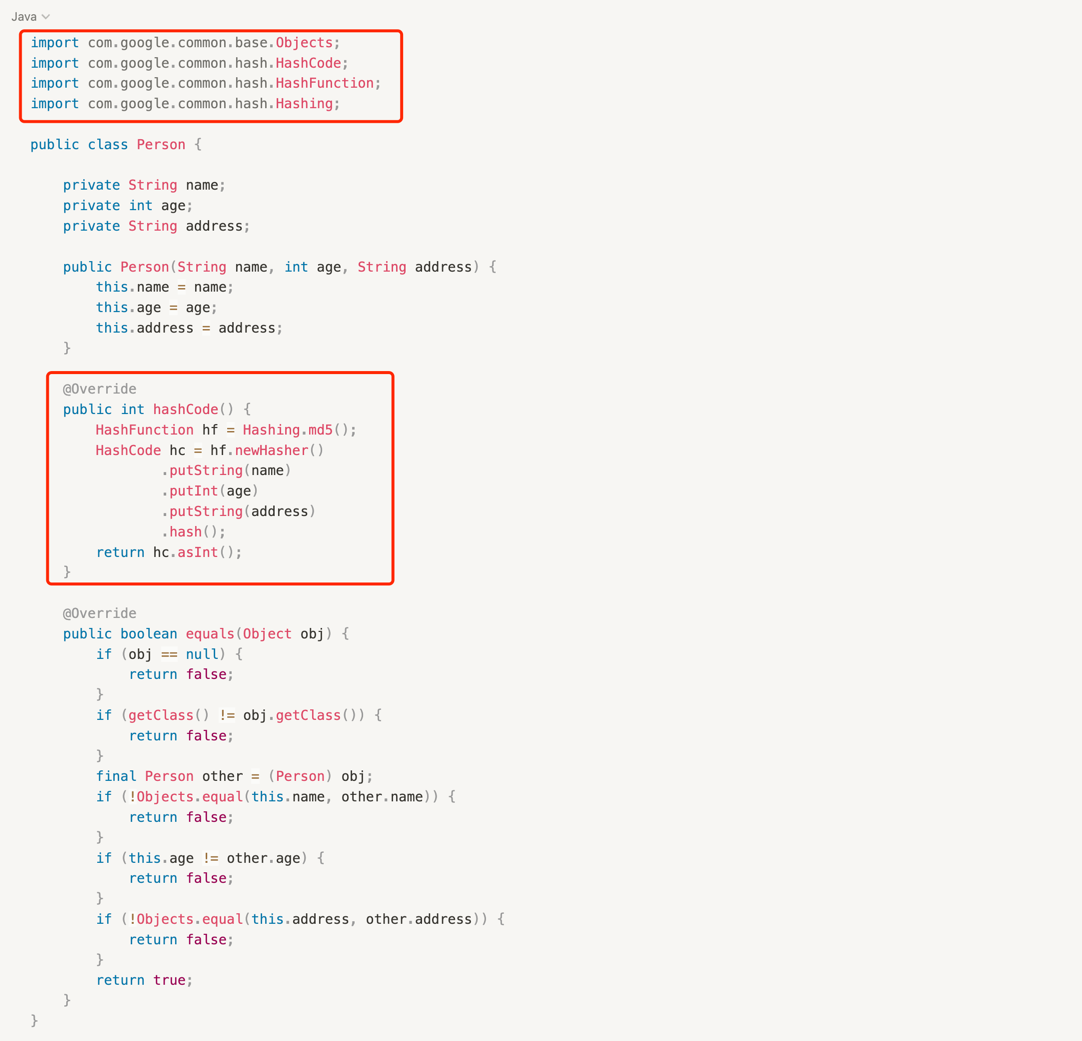 Java
import com.google.common.base.Objects;
import com.google.common.hash.HashCode;
import com.google.common.hash.HashFunction;
import com.google.common.hash.Hashing;
public class Person {
private String name;
private int age;
private String address;
public Person(String name, int age, String address) {
this.name = name;
this.age = age;
this.address = address;
}
@Override
public int hashCode() {
HashFunction hf = Hashing.md5();
HashCode hc = hf.newHasher()
.putString(name)
.putInt(age)
.putString(address)
.hash();
return hc.asInt();
}
@Override
public boolean equals(Object obj) {
if (obj == null) {
return false;
}
if (getClass() != obj.getClass()) {
return false;
}
final Person other = (Person) obj;
if (!Objects.equal(this.name, other.name)) {
return false;
}
if (this.age != other.age) {
return false;
}
if (!Objects.equal(this.address, other.address)) {
return false;
}
return true;
}
}